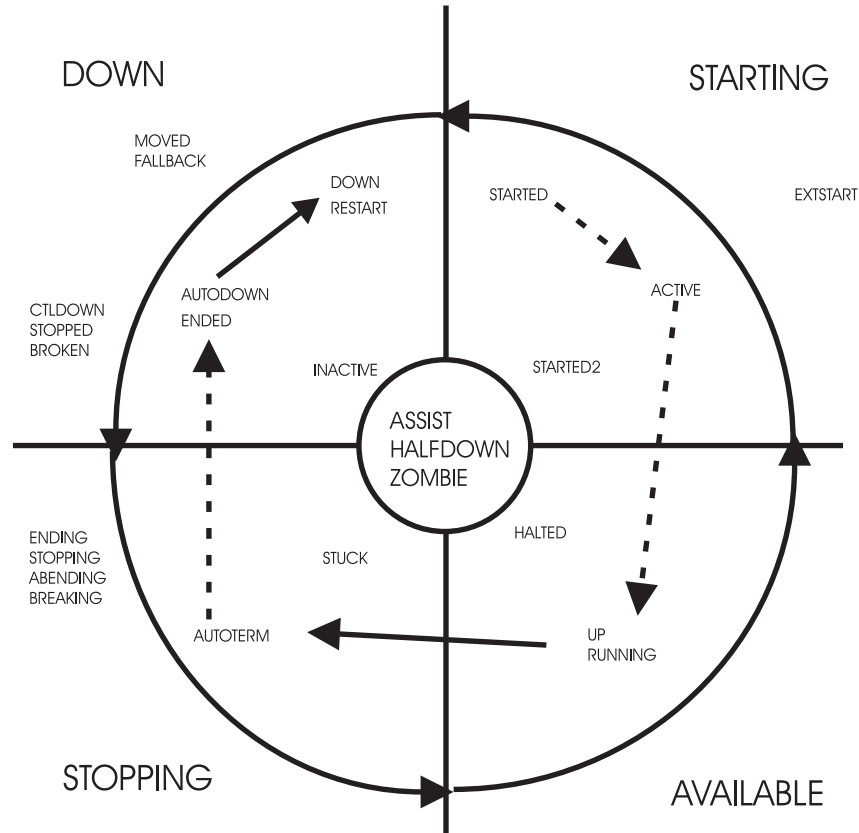 DOWN
STARTING
MOVED
FALLBACK
DOWN
RESTART
STARTED
EXTSTART
AUTODOWN
ENDED
ACTIVE
CTLDOWN
STOPPED
BROKEN
INACTIVE
STARTED2
ASSIST
HALFDOWN
ZOMBIE
ENDING
STOPPING
ABENDING
BREAKING
STUCK
HALTED
AUTOTERM
UP
RUNNING
STOPPING
AVAILABLE